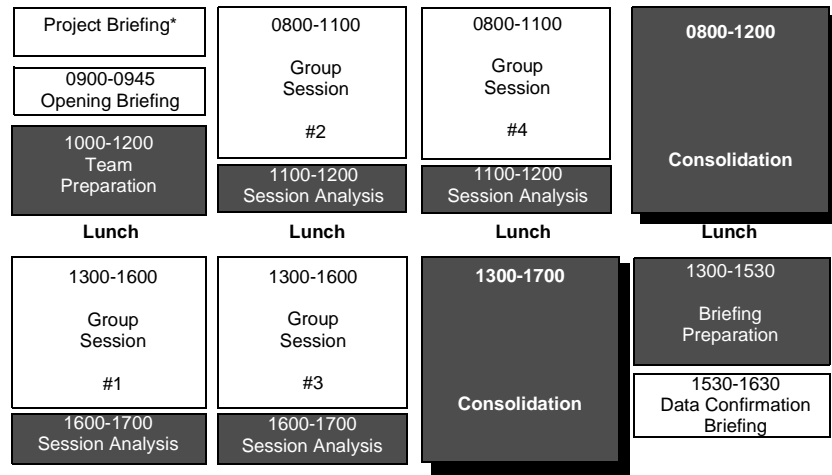 Project Briefing*
0900-0945
Opening Briefing
1000-1200
Team
Preparation
Lunch
1300-1600
Group
Session
#1
1600-1700
Session Analysis
0800-1100
Group
Session
#2
1100-1200
Session Analysis
Lunch
1300-1600
Group
Session
#3
1600-1700
Session Analysis
0800-1100
Group
Session
#4
1100-1200
Session Analysis
Lunch
1300-1700
Consolidation
0800-1200
Consolidation
Lunch
1300-1530
Briefing
Preparation
1530-1630
Data Confirmation
Briefing